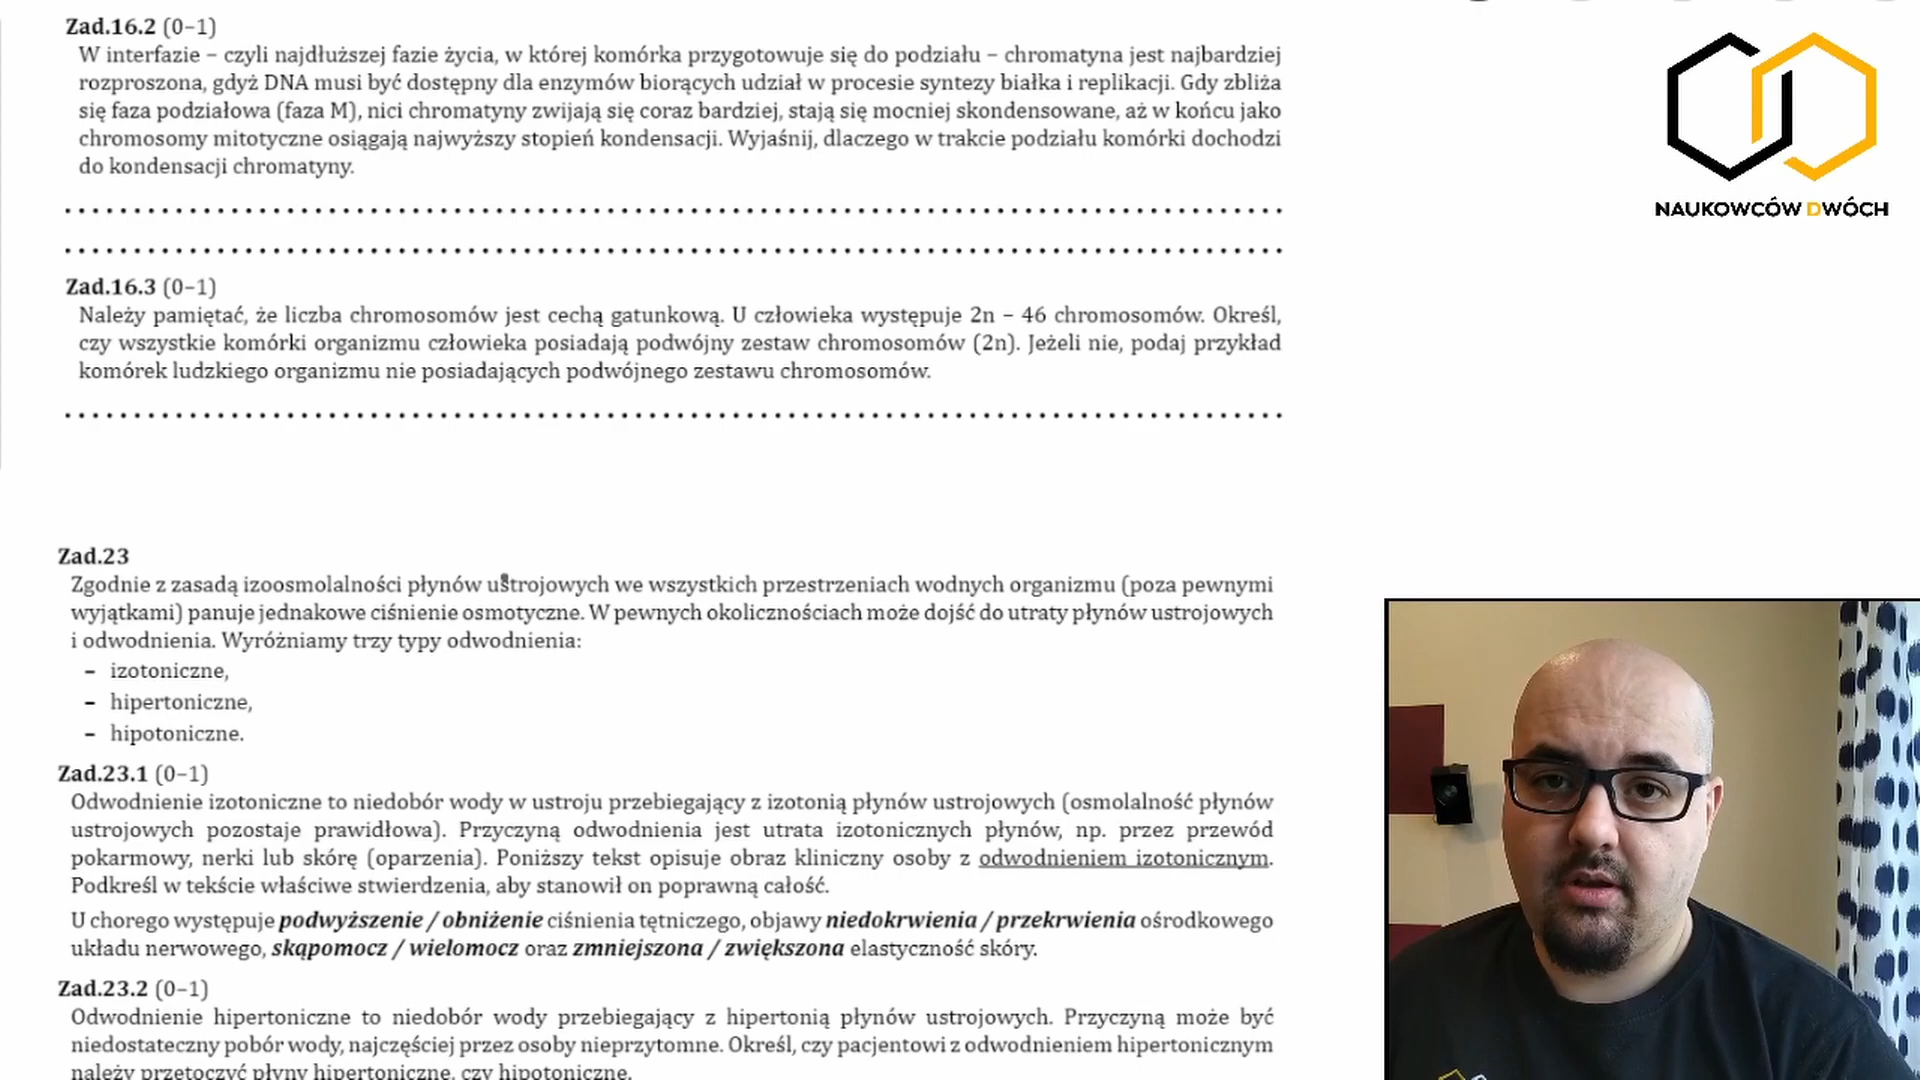 Zad.16.2 (0–1)
W interfazie – czyli najdłuższej fazie życia, w której komórka przygotowuje się do podziału – chromatyna jest najbardziej
rozproszona, gdyż DNA musi być dostępny dla enzymów biorących udział w procesie syntezy białka i replikacji. Gdy zbliża
się faza podziałowa (faza M), nici chromatyny zwijają się coraz bardziej, stają się mocniej skondensowane, aż w końcu jako
chromosomy mitotyczne osiągają najwyższy stopień kondensacji. Wyjaśnij, dlaczego w trakcie podziału komórki dochodzi
do kondensacji chromatyny.
NAUKOWCÓW DWÓCH
Zad.16.3 (0–1)
Należy pamiętać, że liczba chromosomów jest cechą gatunkową. U człowieka występuje 2n – 46 chromosomów. Określ,
czy wszystkie komórki organizmu człowieka posiadają podwójny zestaw chromosomów (2n). Jeżeli nie, podaj przykład
komórek ludzkiego organizmu nie posiadających podwójnego zestawu chromosomów.
Zad.23
Zgodnie z zasadą izoosmolalności płynów ustrojowych we wszystkich przestrzeniach wodnych organizmu (poza pewnymi
wyjątkami) panuje jednakowe ciśnienie osmotyczne. W pewnych okolicznościach może dojść do utraty płynów ustrojowych
i odwodnienia. Wyróżniamy trzy typy odwodnienia:
– izotoniczne,
– hipertoniczne,
– hipotoniczne.
Zad.23.1 (0–1)
Odwodnienie izotoniczne to niedobór wody w ustroju przebiegający z izotonią płynów ustrojowych (osmolalność płynów
ustrojowych pozostaje prawidłowa). Przyczyną odwodnienia jest utrata izotonicznych płynów, np. przez przewód
pokarmowy, nerki lub skórę (oparzenia). Poniższy tekst opisuje obraz kliniczny osoby z odwodnieniem izotonicznym.
Podkreśl w tekście właściwe stwierdzenia, aby stanowił on poprawną całość.
U chorego występuje podwyższenie / obniżenie ciśnienia tętniczego, objawy niedokrwienia / przekrwienia ośrodkowego
układu nerwowego, skąpomocz / wielomocz oraz zmniejszona / zwiększona elastyczność skóry.
Zad.23.2 (0–1)
Odwodnienie hipertoniczne to niedobór wody przebiegający z hipertonią płynów ustrojowych. Przyczyną może być
niedostateczny pobór wody, najczęściej przez osoby nieprzytomne. Określ, czy pacjentowi z odwodnieniem hipertonicznym
należy przetoczyć płyny hipertoniczne, czy hipotoniczne.